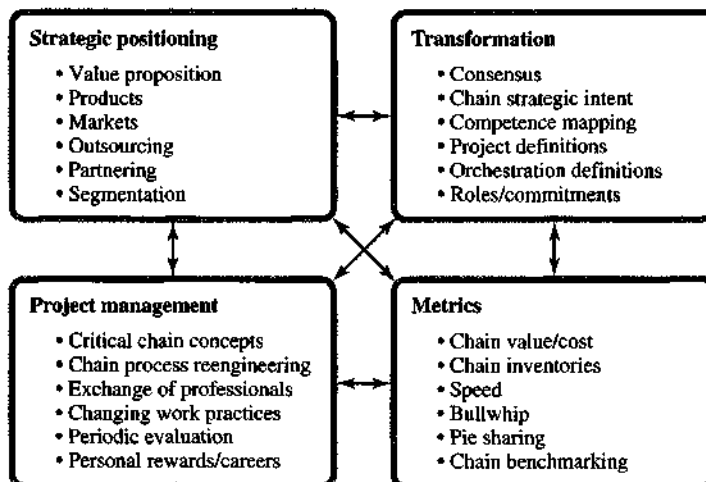 Strategic positioning
• Value proposition
• Products
• Markets
• Outsourcing
• Partnering
• Segmentation
Transformation
• Consensus
• Chain strategic intent
• Competence mapping
• Project definitions
• Orchestration definitions
• Roles/commitments
Project management
• Critical chain concepts
• Chain process reengineering
• Exchange of professionals
• Changing work practices
• Periodic evaluation
• Personal rewards/careers
Metrics
• Chain value/cost
• Chain inventories
• Speed
• Bullwhip
• Pie sharing
• Chain benchmarking